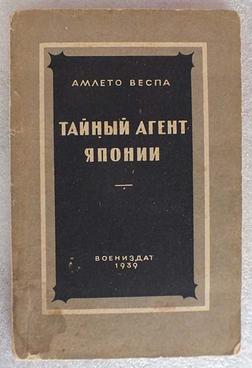 АМЛЕТО ВЕСПА
ТАЙНЫЙ АГЕНТ
ЯПОНИИ
ВОЕНИЗДАТ
1939